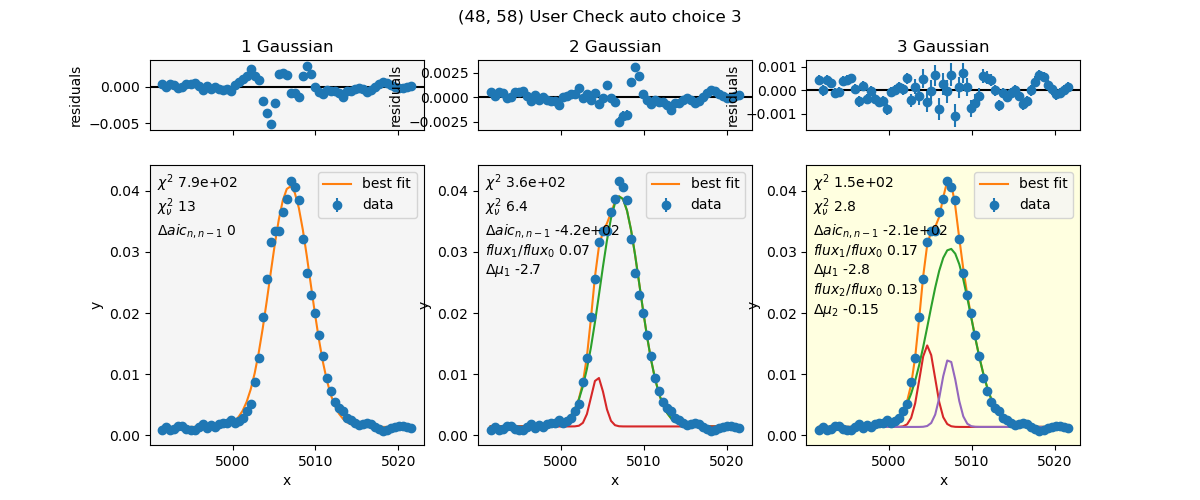 (48, 58) User Check auto choice 3
1 Gaussian
residuals
0.000
−0.005
χ² 7.9e+02
χ²ᵥ 13
Δaicₙ,ₙ₋₁ 0
best fit
data
y
0.04
0.03
0.02
0.01
0.00
5000
5010
5020
x
2 Gaussian
residuals
0.0025
0.0000
−0.0025
χ² 3.6e+02
χ²ᵥ 6.4
Δaicₙ,ₙ₋₁ -4.2e+02
flux₁/flux₀ 0.07
Δμ₁ -2.7
best fit
data
y
0.04
0.03
0.02
0.01
0.00
5000
5010
5020
x
3 Gaussian
residuals
0.001
0.000
−0.001
χ² 1.5e+02
χ²ᵥ 2.8
Δaicₙ,ₙ₋₁ -2.1e+02
flux₁/flux₀ 0.17
Δμ₁ -2.8
flux₂/flux₀ 0.13
Δμ₂ -0.15
best fit
data
y
0.04
0.03
0.02
0.01
0.00
5000
5010
5020
x